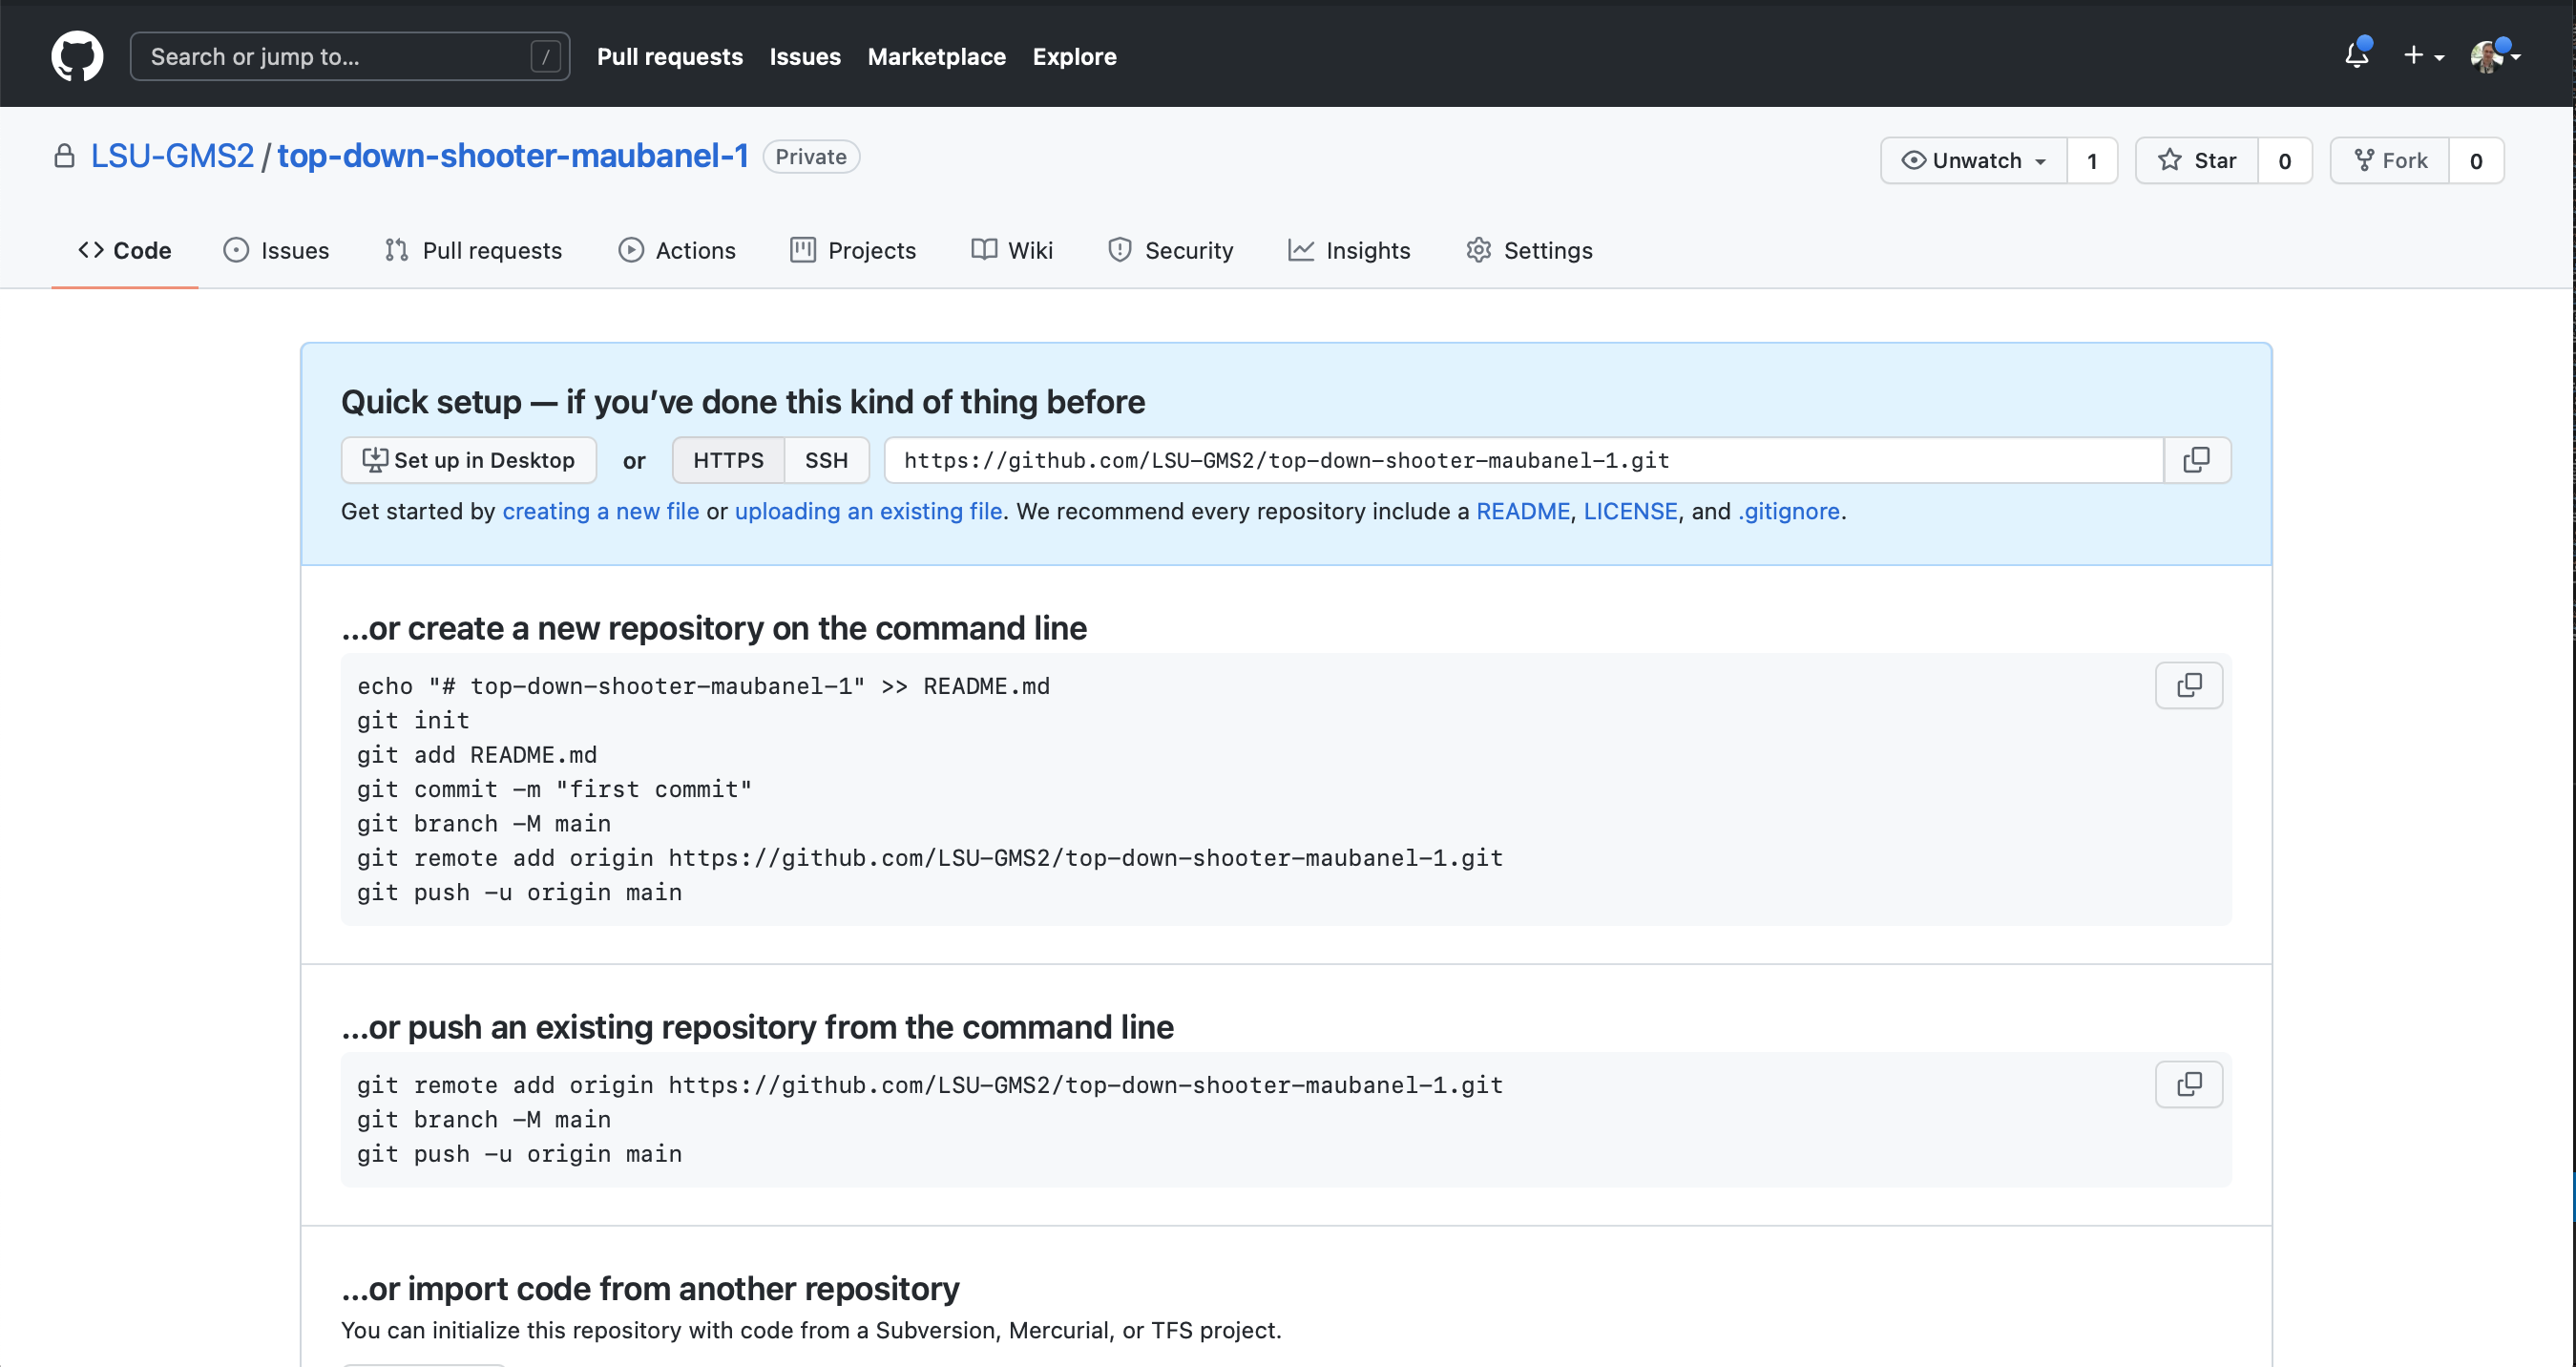 Search or jump to... /
Pull requests Issues Marketplace Explore
LSU-GMS2 / top-down-shooter-maubanel-1 Private
Unwatch 1 Star 0 Fork 0
Code Issues Pull requests Actions Projects Wiki Security Insights Settings
Quick setup — if you’ve done this kind of thing before
Set up in Desktop or HTTPS SSH https://github.com/LSU-GMS2/top-down-shooter-maubanel-1.git
Get started by creating a new file or uploading an existing file. We recommend every repository include a README, LICENSE, and .gitignore.
…or create a new repository on the command line
echo "# top-down-shooter-maubanel-1" >> README.md
git init
git add README.md
git commit -m "first commit"
git branch -M main
git remote add origin https://github.com/LSU-GMS2/top-down-shooter-maubanel-1.git
git push -u origin main
…or push an existing repository from the command line
git remote add origin https://github.com/LSU-GMS2/top-down-shooter-maubanel-1.git
git branch -M main
git push -u origin main
…or import code from another repository
You can initialize this repository with code from a Subversion, Mercurial, or TFS project.